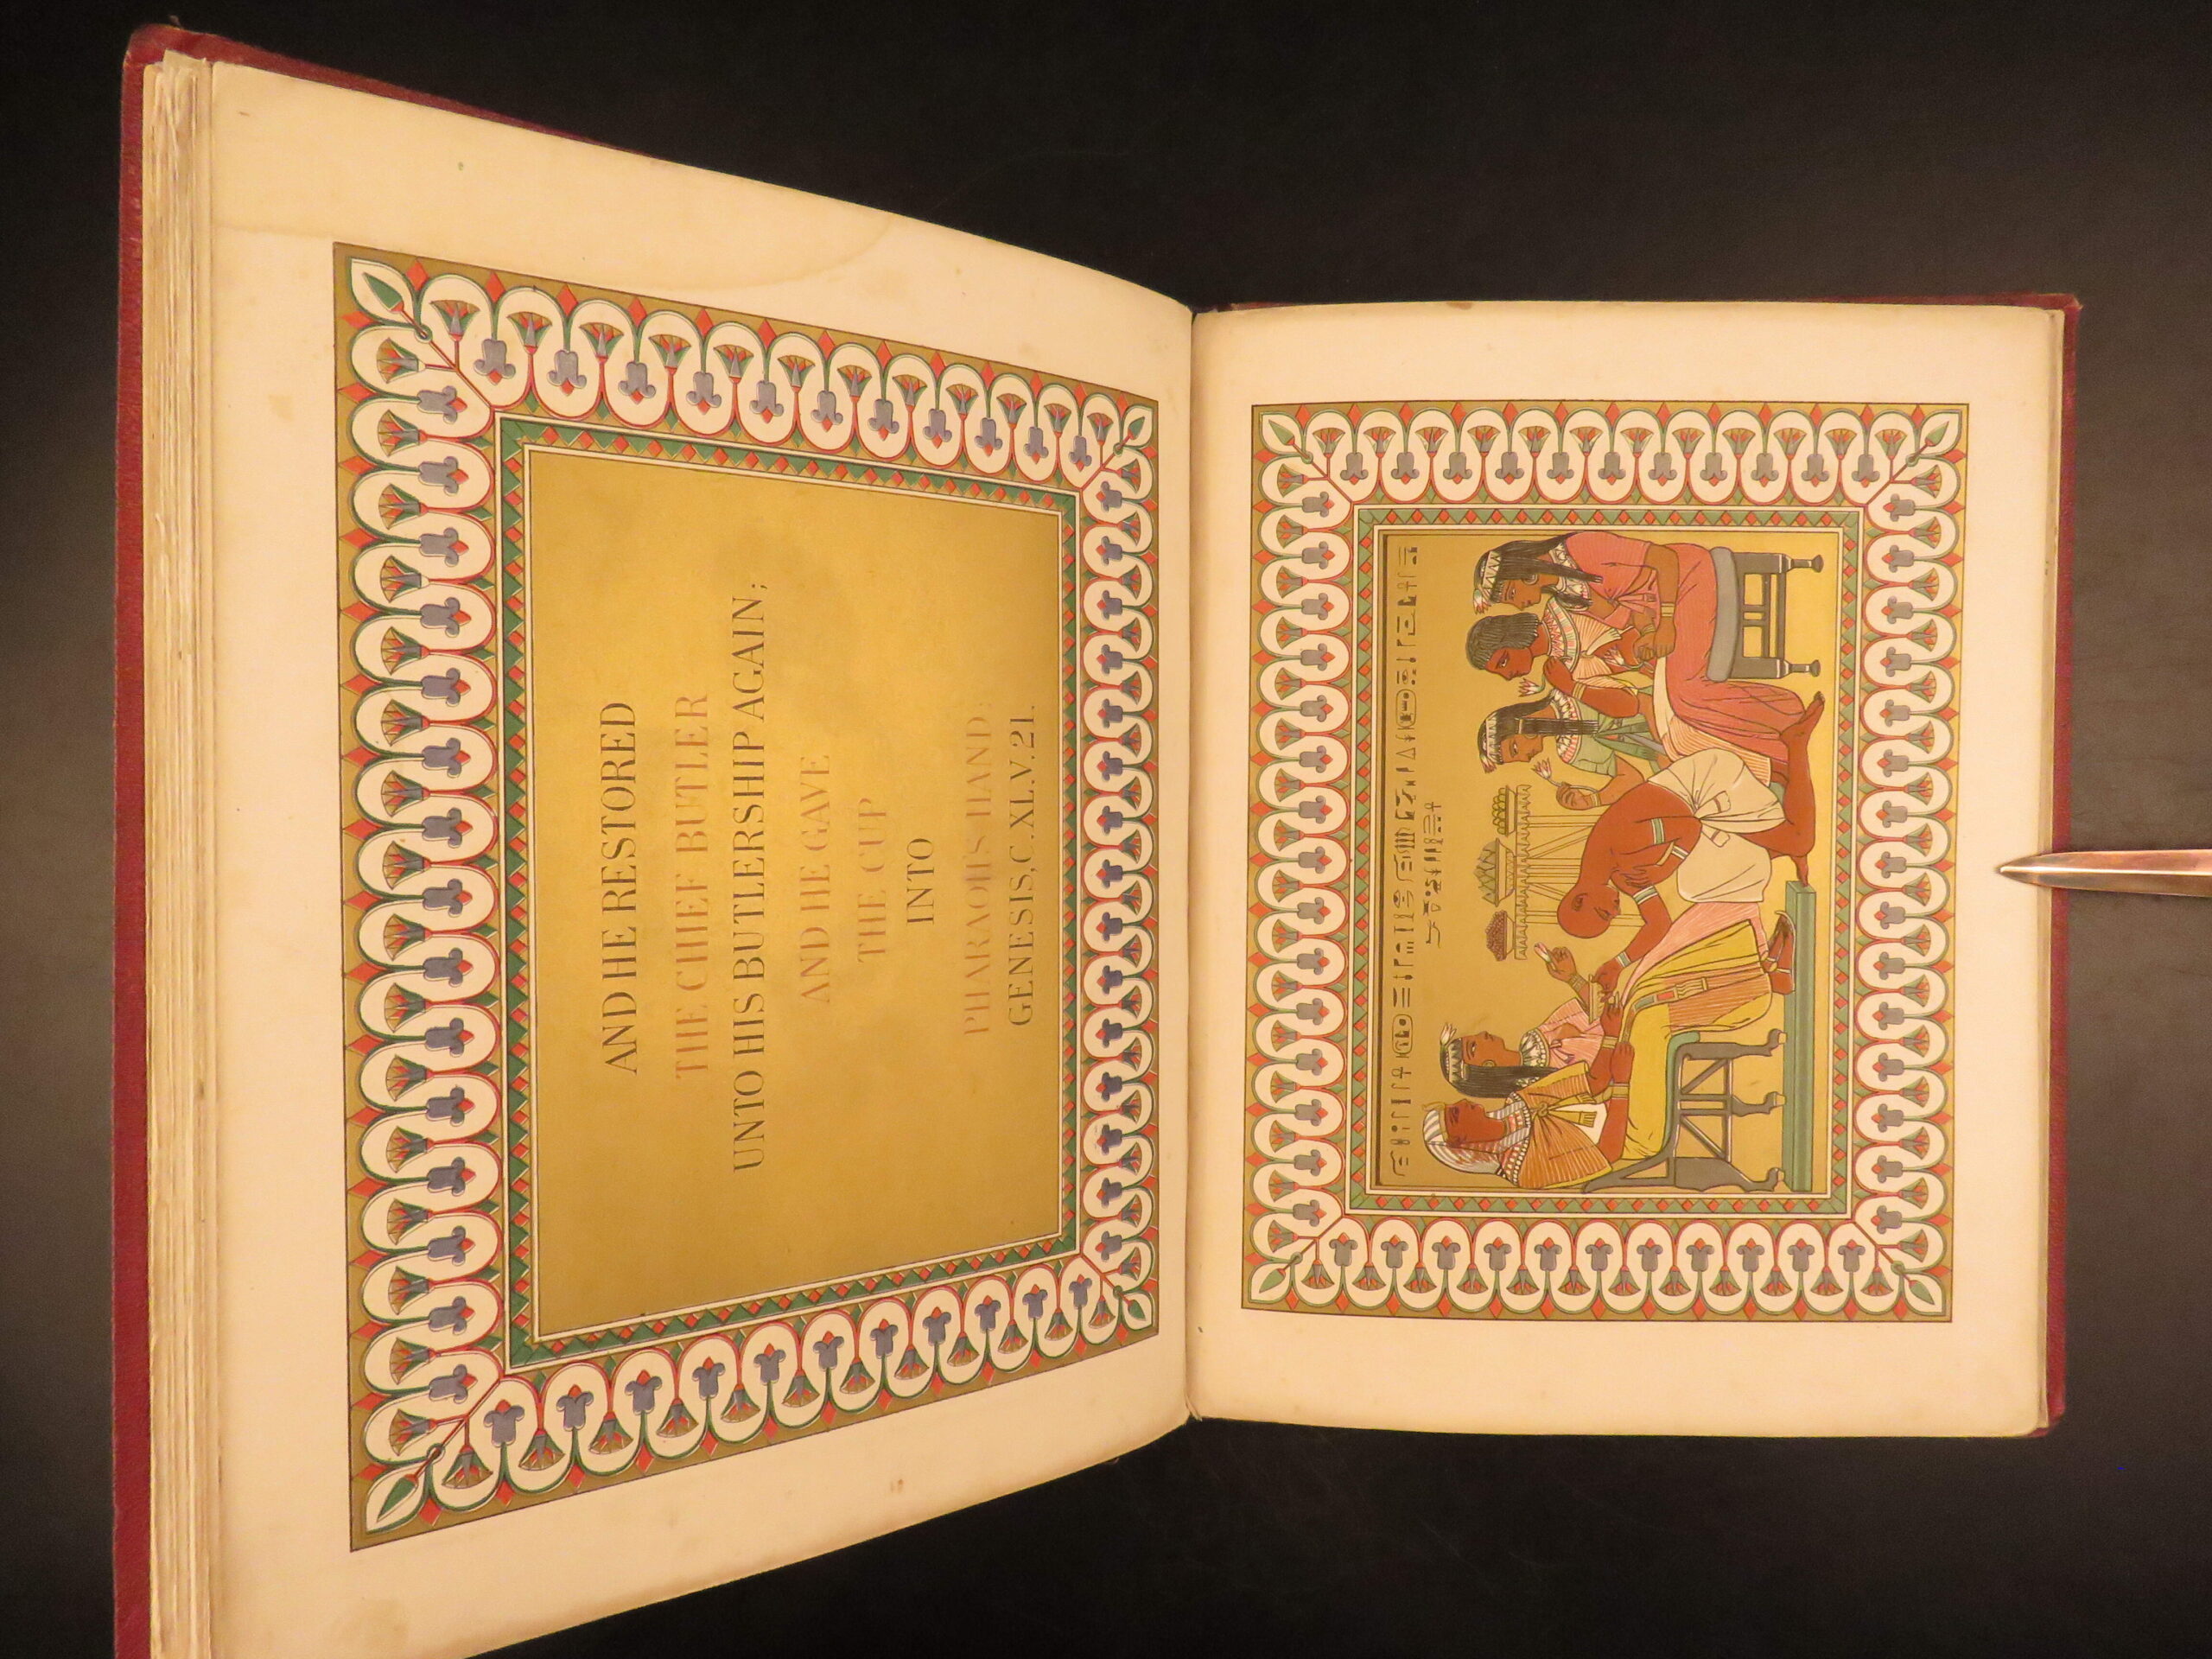 AND HE RESTORED
THE CHIEF BUTLER
UNTO HIS BUTLERSHIP AGAIN;
AND HE GAVE
THE CUP
INTO
PHARAOH'S HAND:
GENESIS, C. XL. V. 21.